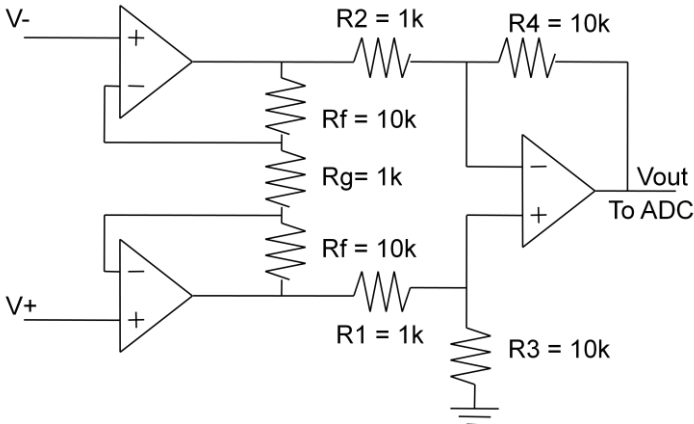 V-
+
−
R2 = 1k
R4 = 10k
Rf = 10k
Rg= 1k
−
+
Vout
To ADC
Rf = 10k
−
+
V+
R1 = 1k
R3 = 10k